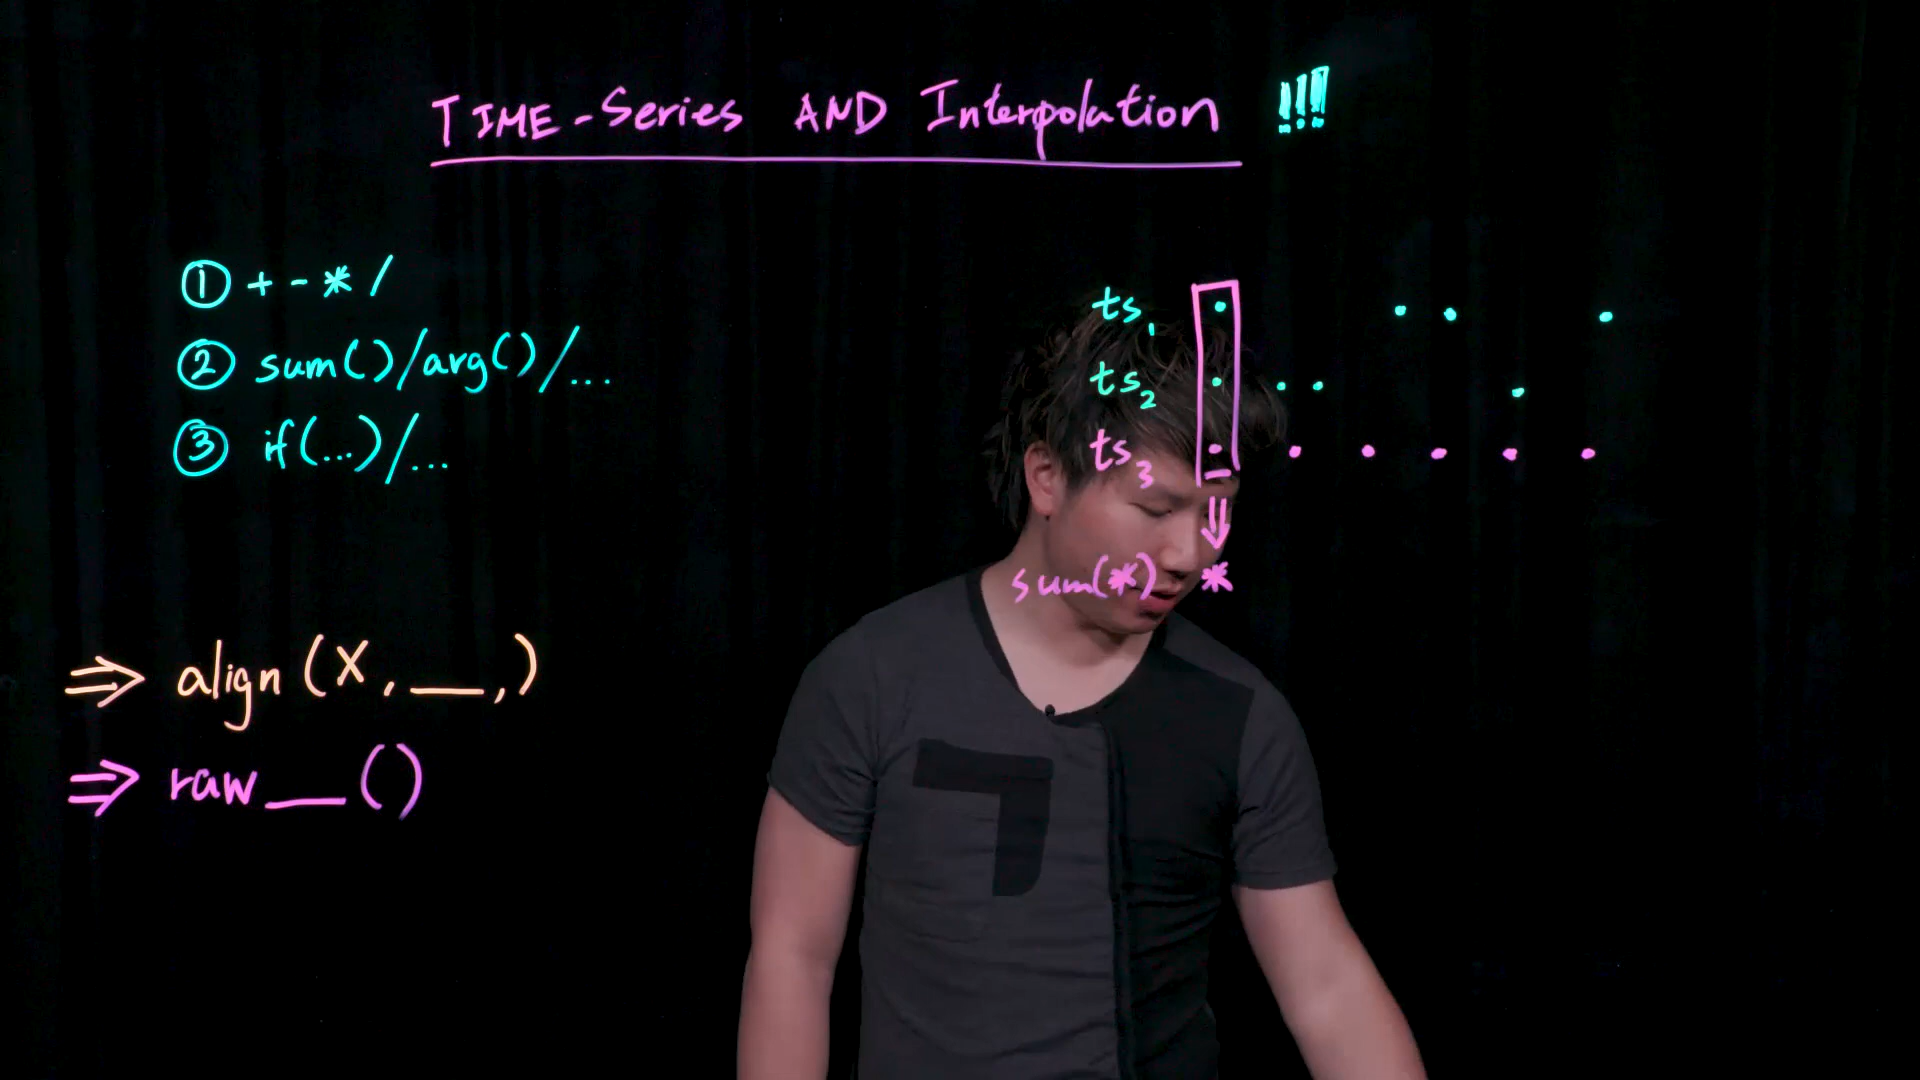 TIME-Series AND Interpolation !!!
① + - * /
② sum()/arg()/...
③ if(...)/...
⇒ align (X, __,)
⇒ raw__()
ts1
ts2
ts3
⇓
sum(*) *